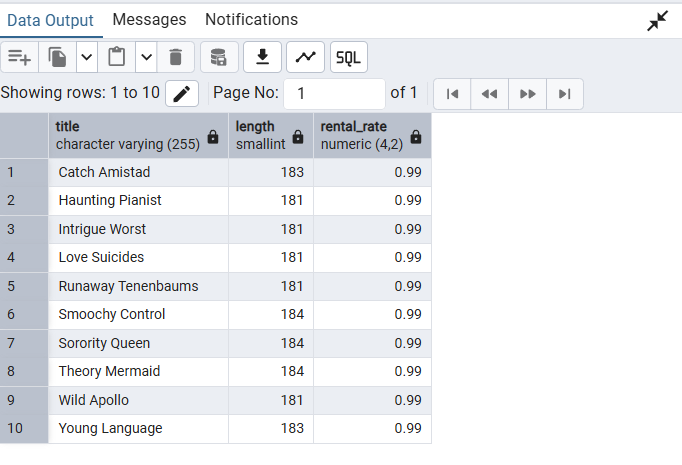 Data Output Messages Notifications
SQL
Showing rows: 1 to 10 Page No: 1 of 1
title length rental_rate
character varying (255) smallint numeric (4,2)
1 Catch Amistad 183 0.99
2 Haunting Pianist 181 0.99
3 Intrigue Worst 181 0.99
4 Love Suicides 181 0.99
5 Runaway Tenenbaums 181 0.99
6 Smoochy Control 184 0.99
7 Sorority Queen 184 0.99
8 Theory Mermaid 184 0.99
9 Wild Apollo 181 0.99
10 Young Language 183 0.99